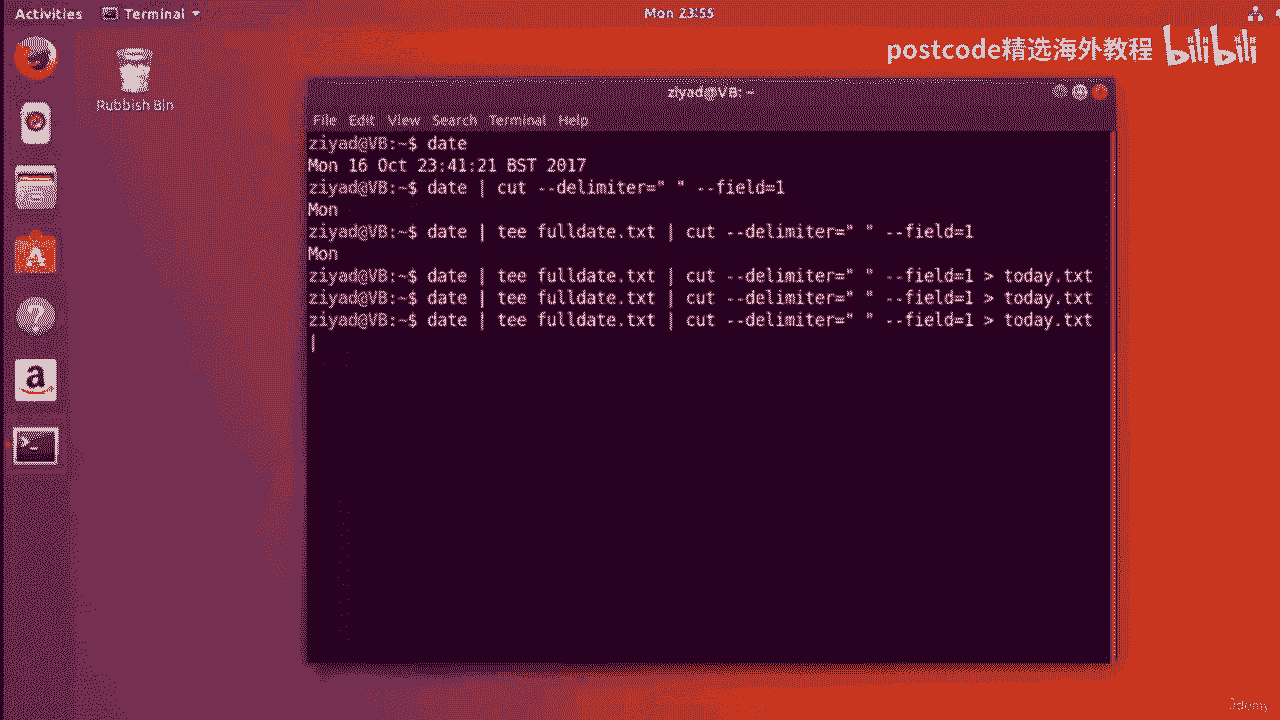 Activities Terminal Mon 23:55
postcode精选海外教程 bilibili
Rubbish Bin
ziyad@VB: ~
File Edit View Search Terminal Help
ziyad@VB:~$ date
Mon 16 Oct 23:41:21 BST 2017
ziyad@VB:~$ date | cut --delimiter=" " --field=1
Mon
ziyad@VB:~$ date | tee fulldate.txt | cut --delimiter=" " --field=1
Mon
ziyad@VB:~$ date | tee fulldate.txt | cut --delimiter=" " --field=1 > today.txt
ziyad@VB:~$ date | tee fulldate.txt | cut --delimiter=" " --field=1 > today.txt
ziyad@VB:~$ date | tee fulldate.txt | cut --delimiter=" " --field=1 > today.txt
|
a